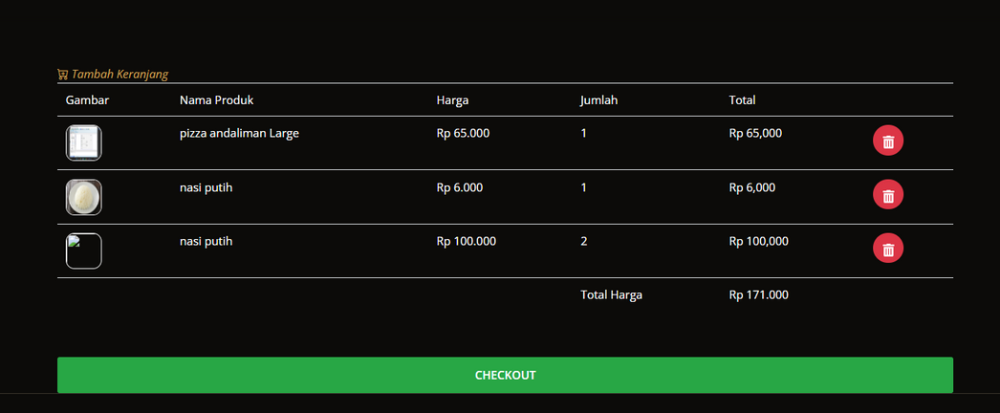 Tambah Keranjang
Gambar Nama Produk Harga Jumlah Total
pizza andaliman Large Rp 65.000 1 Rp 65,000
nasi putih Rp 6.000 1 Rp 6,000
nasi putih Rp 100.000 2 Rp 100,000
Total Harga Rp 171.000
CHECKOUT